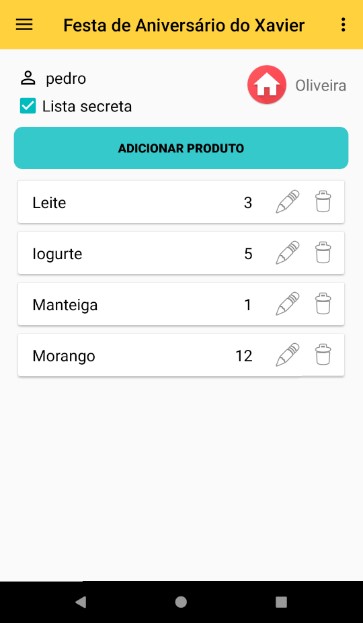 Festa de Aniversário do Xavier
pedro
Oliveira
Lista secreta
ADICIONAR PRODUTO
Leite 3
Iogurte 5
Manteiga 1
Morango 12